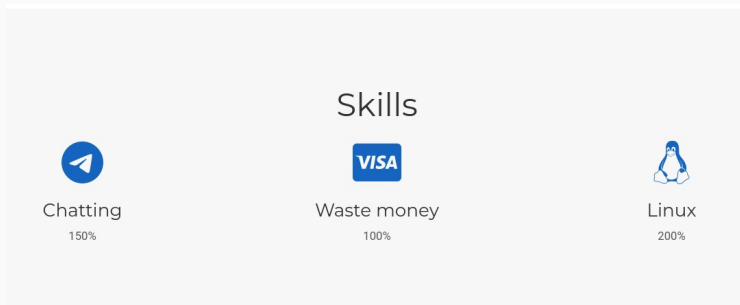 Skills
VISA
Chatting
Waste money
Linux
150%
100%
200%